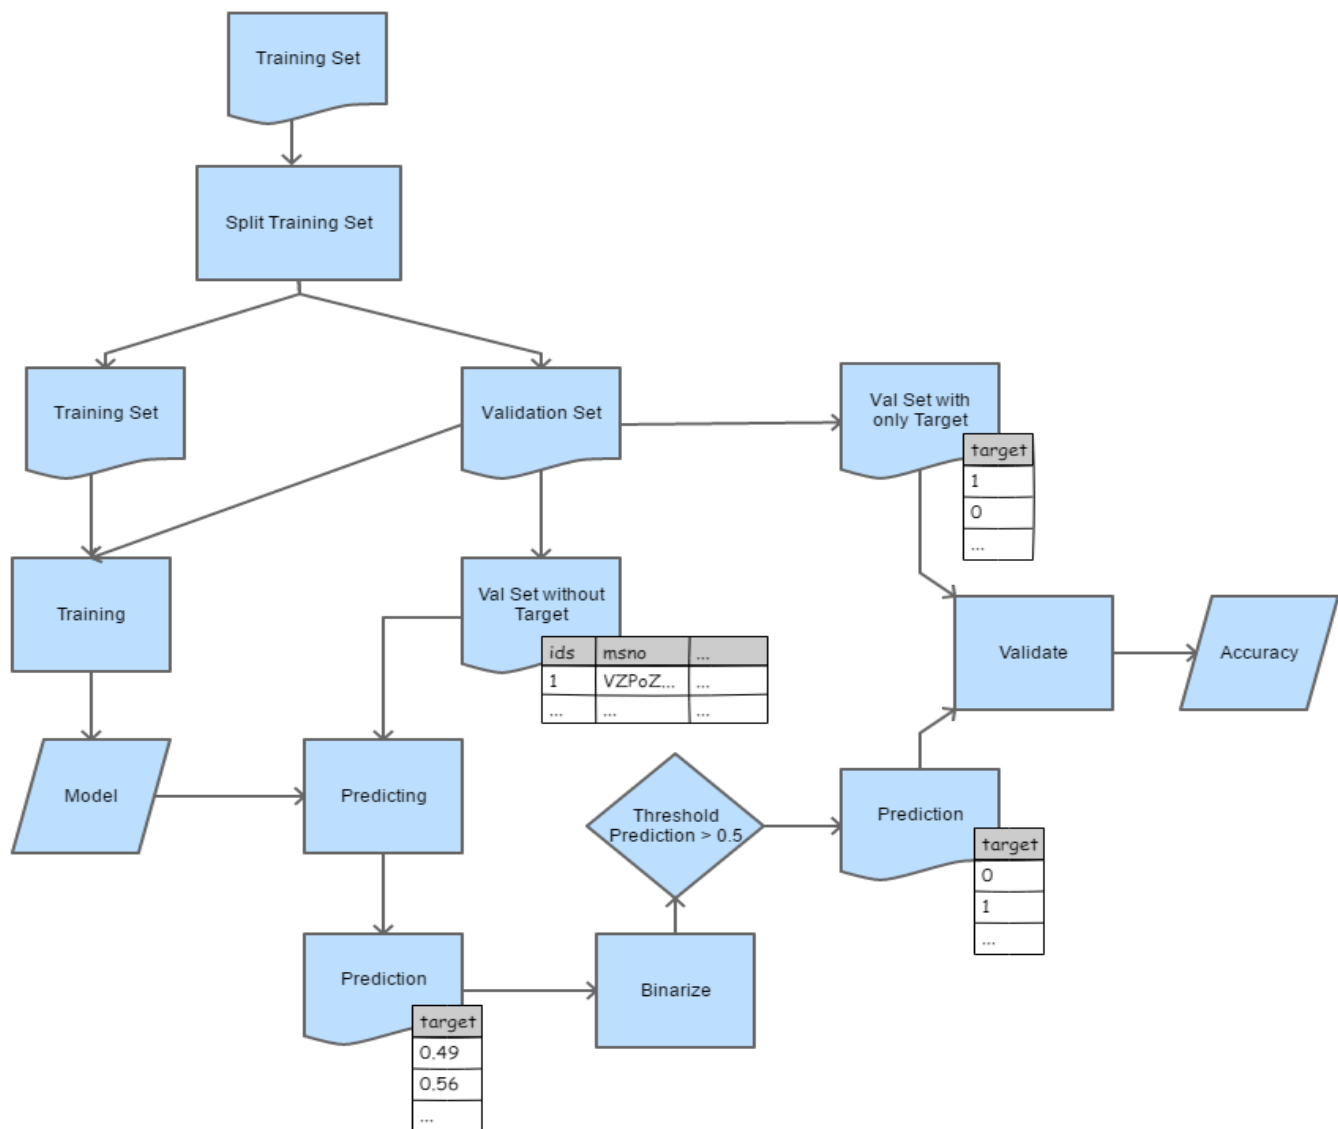 Training Set
Split Training Set
Training Set
Validation Set
Val Set with
only Target
target
1
0
...
Training
Val Set without
Target
ids msno ...
1 VZPoZ... ...
... ... ...
Validate
Accuracy
Model
Predicting
Threshold
Prediction > 0.5
Prediction
target
0
1
...
Prediction
target
0.49
0.56
...
Binarize